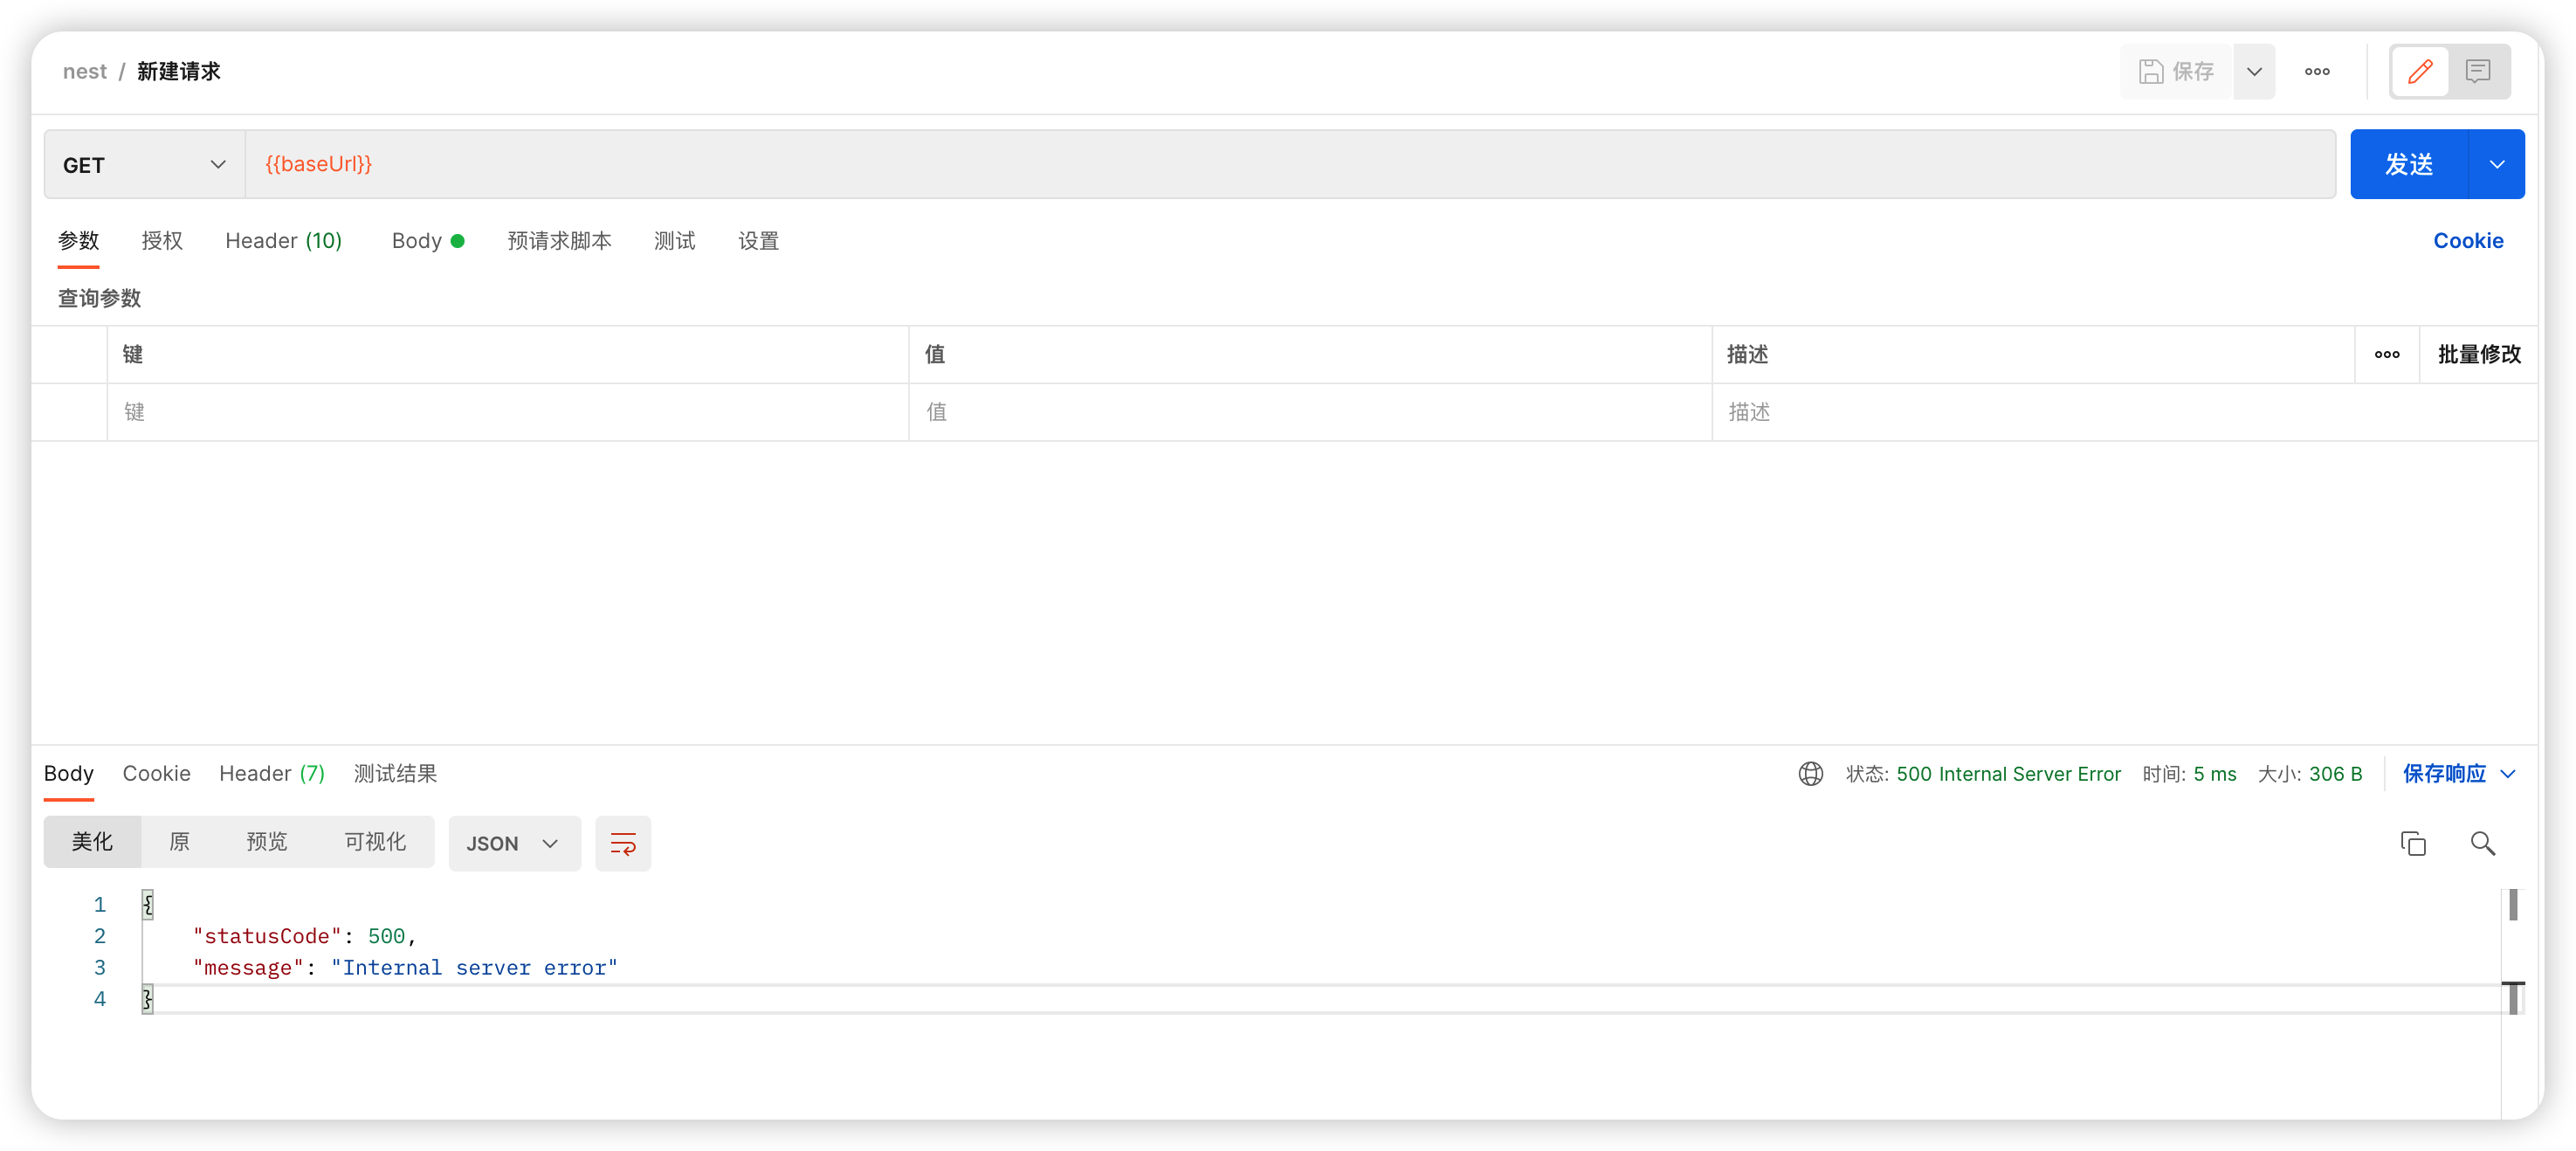 nest / 新建请求 保存
GET {{baseUrl}} 发送
参数 授权 Header (10) Body 预请求脚本 测试 设置 Cookie
查询参数
键 值 描述 批量修改
键 值 描述
Body Cookie Header (7) 测试结果 状态: 500 Internal Server Error 时间: 5 ms 大小: 306 B 保存响应
美化 原 预览 可视化 JSON
1 {
2 "statusCode": 500,
3 "message": "Internal server error"
4 }